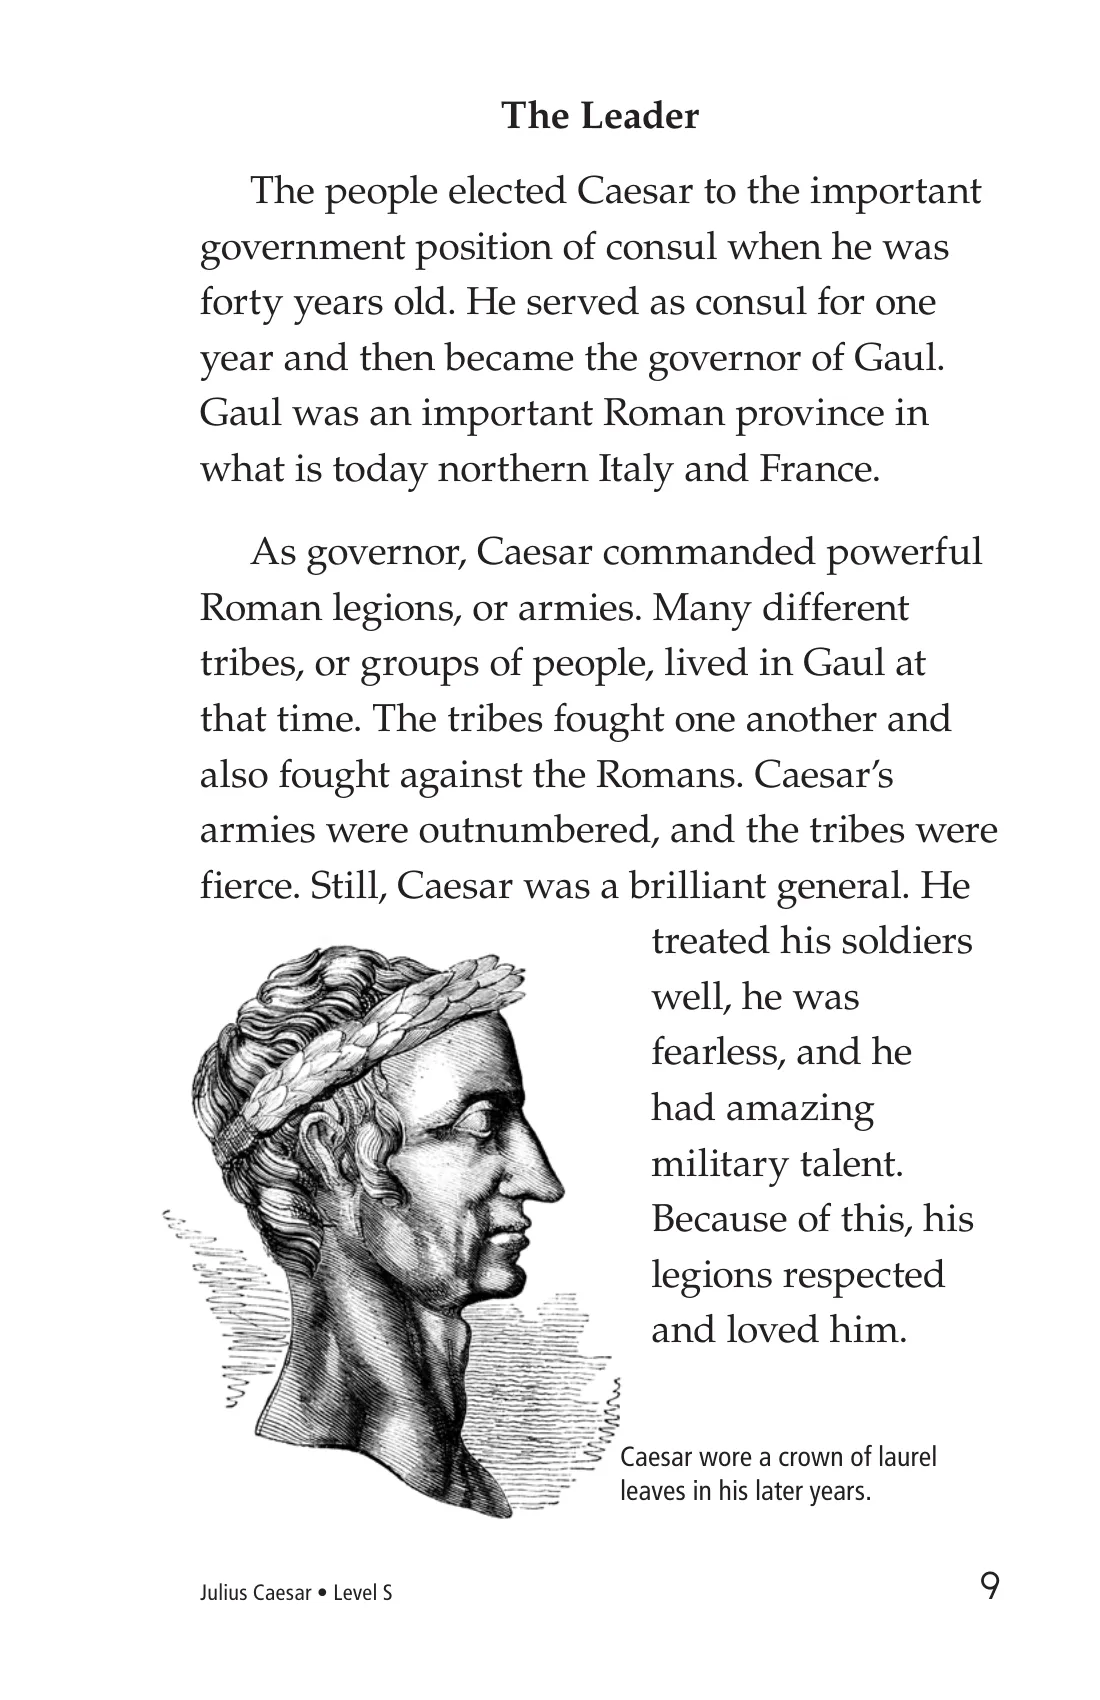 The Leader
The people elected Caesar to the important
government position of consul when he was
forty years old. He served as consul for one
year and then became the governor of Gaul.
Gaul was an important Roman province in
what is today northern Italy and France.
As governor, Caesar commanded powerful
Roman legions, or armies. Many different
tribes, or groups of people, lived in Gaul at
that time. The tribes fought one another and
also fought against the Romans. Caesar’s
armies were outnumbered, and the tribes were
fierce. Still, Caesar was a brilliant general. He
treated his soldiers
well, he was
fearless, and he
had amazing
military talent.
Because of this, his
legions respected
and loved him.
Caesar wore a crown of laurel
leaves in his later years.
Julius Caesar • Level S
9